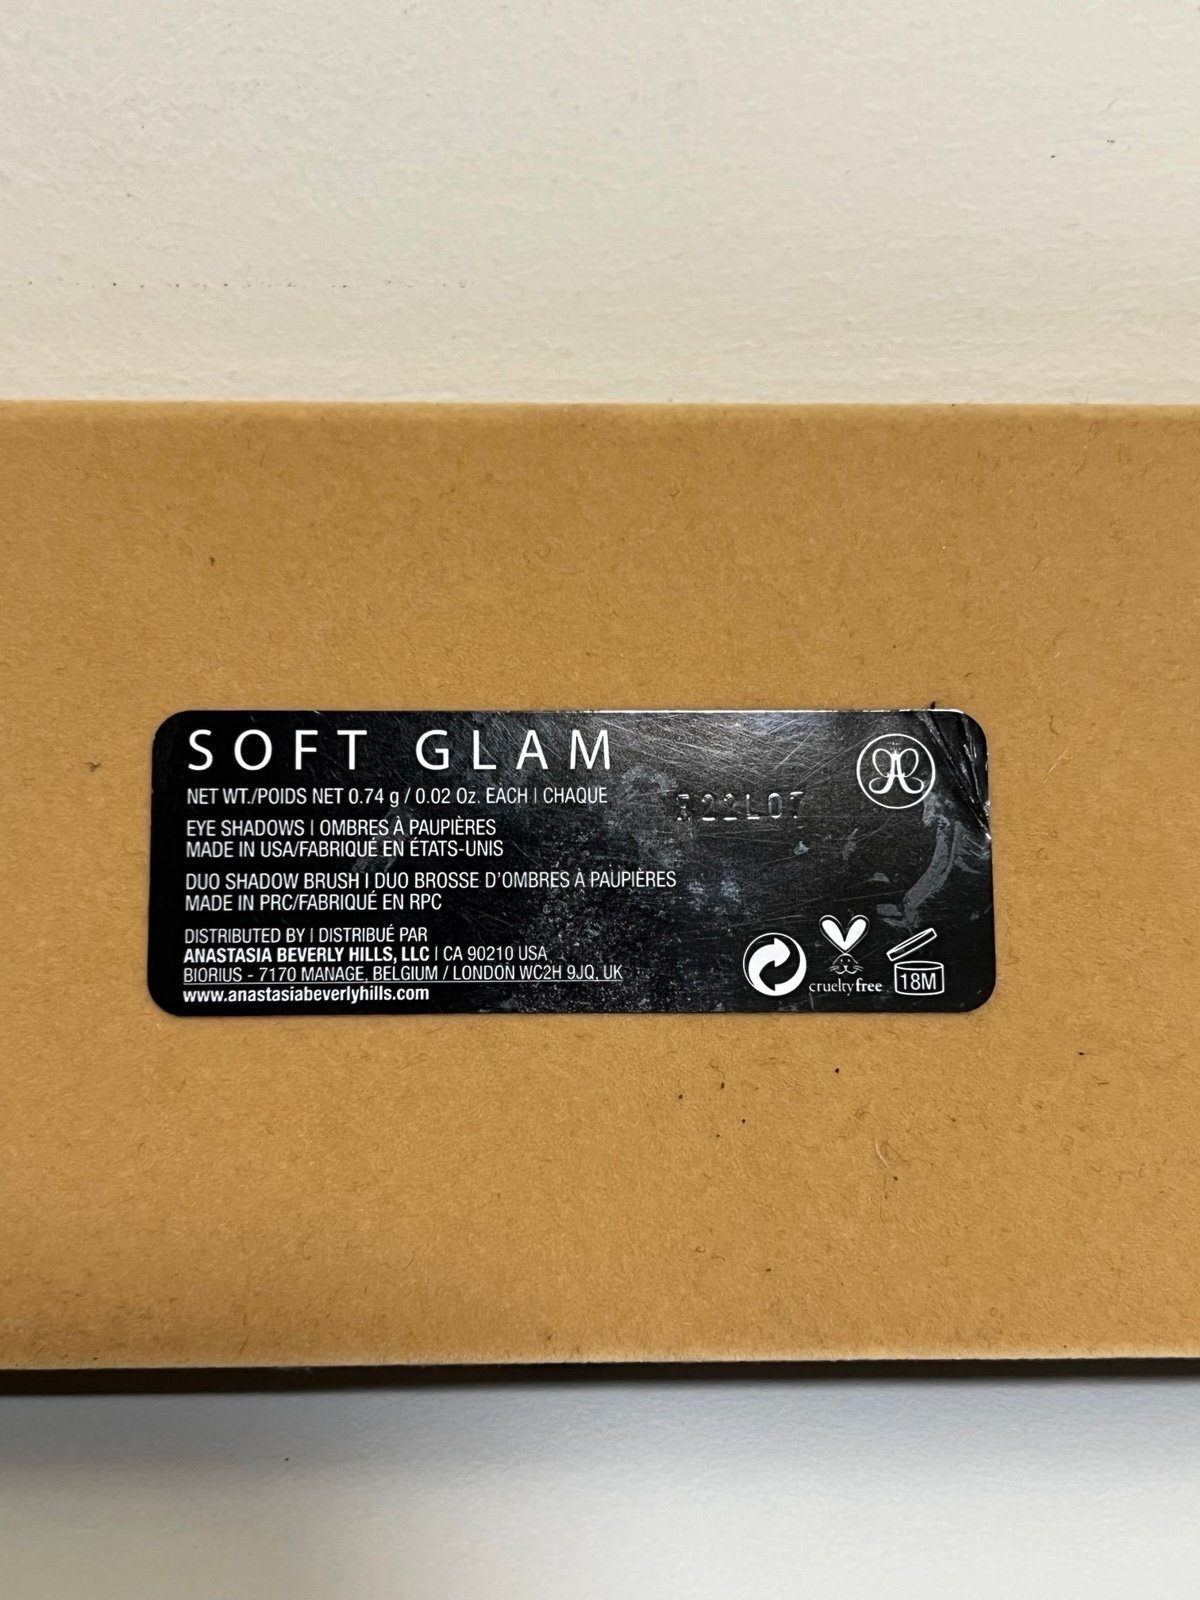 SOFT GLAM
NET WT./POIDS NET 0.74 g / 0.02 Oz. EACH | CHAQUE
EYE SHADOWS | OMBRES À PAUPIÈRES
MADE IN USA/FABRIQUÉ EN ÉTATS-UNIS
DUO SHADOW BRUSH | DUO BROSSE D'OMBRES À PAUPIÈRES
MADE IN PRC/FABRIQUÉ EN RPC
DISTRIBUTED BY | DISTRIBUÉ PAR
ANASTASIA BEVERLY HILLS, LLC | CA 90210 USA
BIORIUS - 7170 MANAGE, BELGIUM / LONDON WC2H 9JQ, UK
www.anastasiabeverlyhills.com
crueltyfree
18M